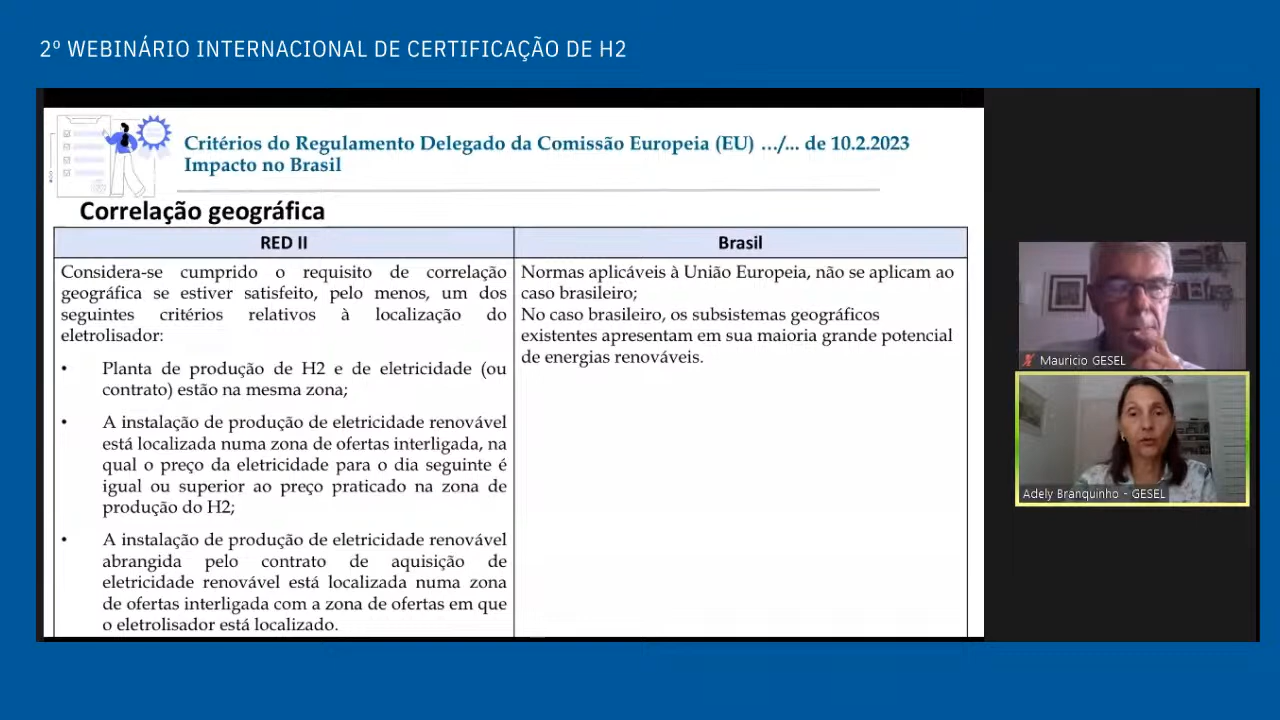 2º WEBINÁRIO INTERNACIONAL DE CERTIFICAÇÃO DE H2
Critérios do Regulamento Delegado da Comissão Europeia (EU) .../... de 10.2.2023
Impacto no Brasil
Correlação geográfica
RED II
Considera-se cumprido o requisito de correlação
geográfica se estiver satisfeito, pelo menos, um dos
seguintes critérios relativos à localização do
eletrolisador:
• Planta de produção de H2 e de eletricidade (ou
contrato) estão na mesma zona;
• A instalação de produção de eletricidade renovável
está localizada numa zona de ofertas interligada, na
qual o preço da eletricidade para o dia seguinte é
igual ou superior ao preço praticado na zona de
produção do H2;
• A instalação de produção de eletricidade renovável
abrangida pelo contrato de aquisição de
eletricidade renovável está localizada numa zona
de ofertas interligada com a zona de ofertas em que
o eletrolisador está localizado.
Brasil
Normas aplicáveis à União Europeia, não se aplicam ao
caso brasileiro;
No caso brasileiro, os subsistemas geográficos
existentes apresentam em sua maioria grande potencial
de energias renováveis.
Mauricio GESEL
Adely Branquinho - GESEL